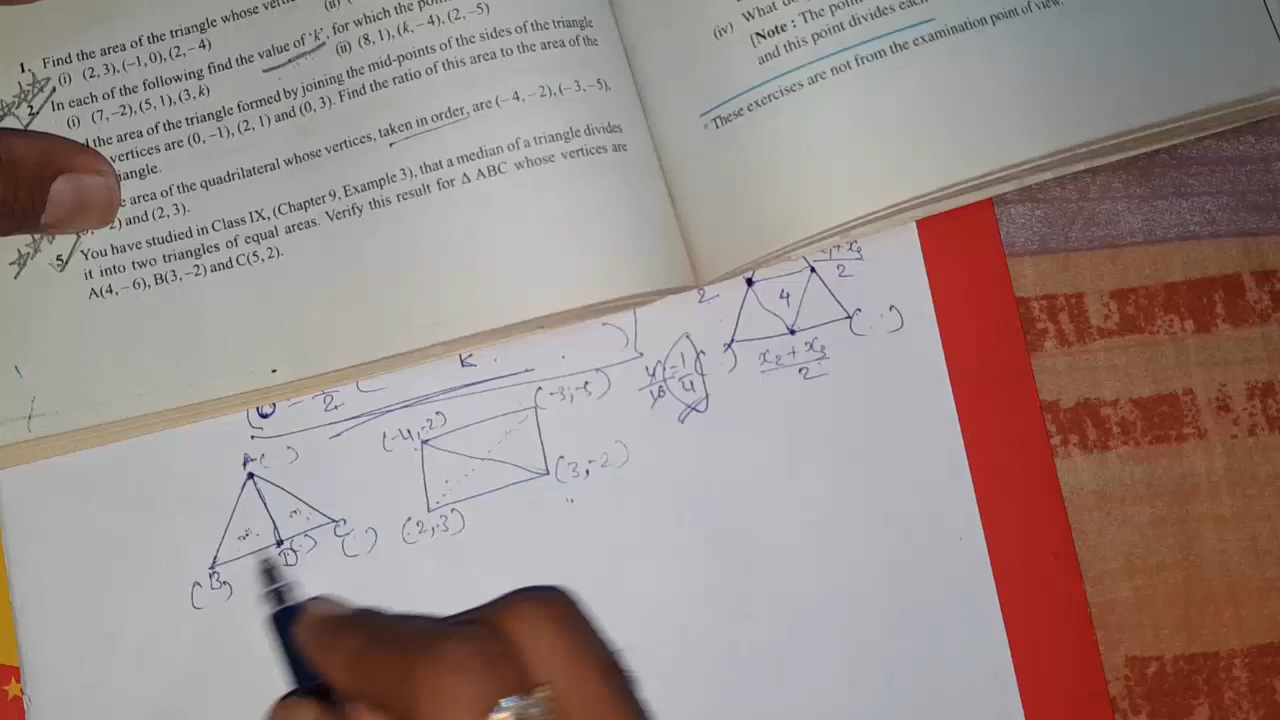 1. Find the area of the triangle whose
(i) (2, 3), (−1, 0), (2, −4)
(ii)
2. In each of the following find the value of 'k', for which the
(i) (7, −2), (5, 1), (3, k)
(ii) (8, 1), (k, −4), (2, −5)
the area of the triangle formed by joining the mid-points of the sides of the triangle
vertices are (0, −1), (2, 1) and (0, 3). Find the ratio of this area to the area of the
area of the quadrilateral whose vertices, taken in order, are (−4, −2), (−3, −5),
and (2, 3).
5. You have studied in Class IX, (Chapter 9, Example 3), that a median of a triangle divides
it into two triangles of equal areas. Verify this result for Δ ABC whose vertices are
A(4, −6), B(3, −2) and C(5, 2).
(iv) What
[Note : The
and this point divides each
* These exercises are not from the examination point of view.
2
2
4
( . )
x₂ + x₃
2
K .
2
4
(-4,-2)
(-3,-5)
(3,-2)
(2,3)
A ( )
B
D
C
( )